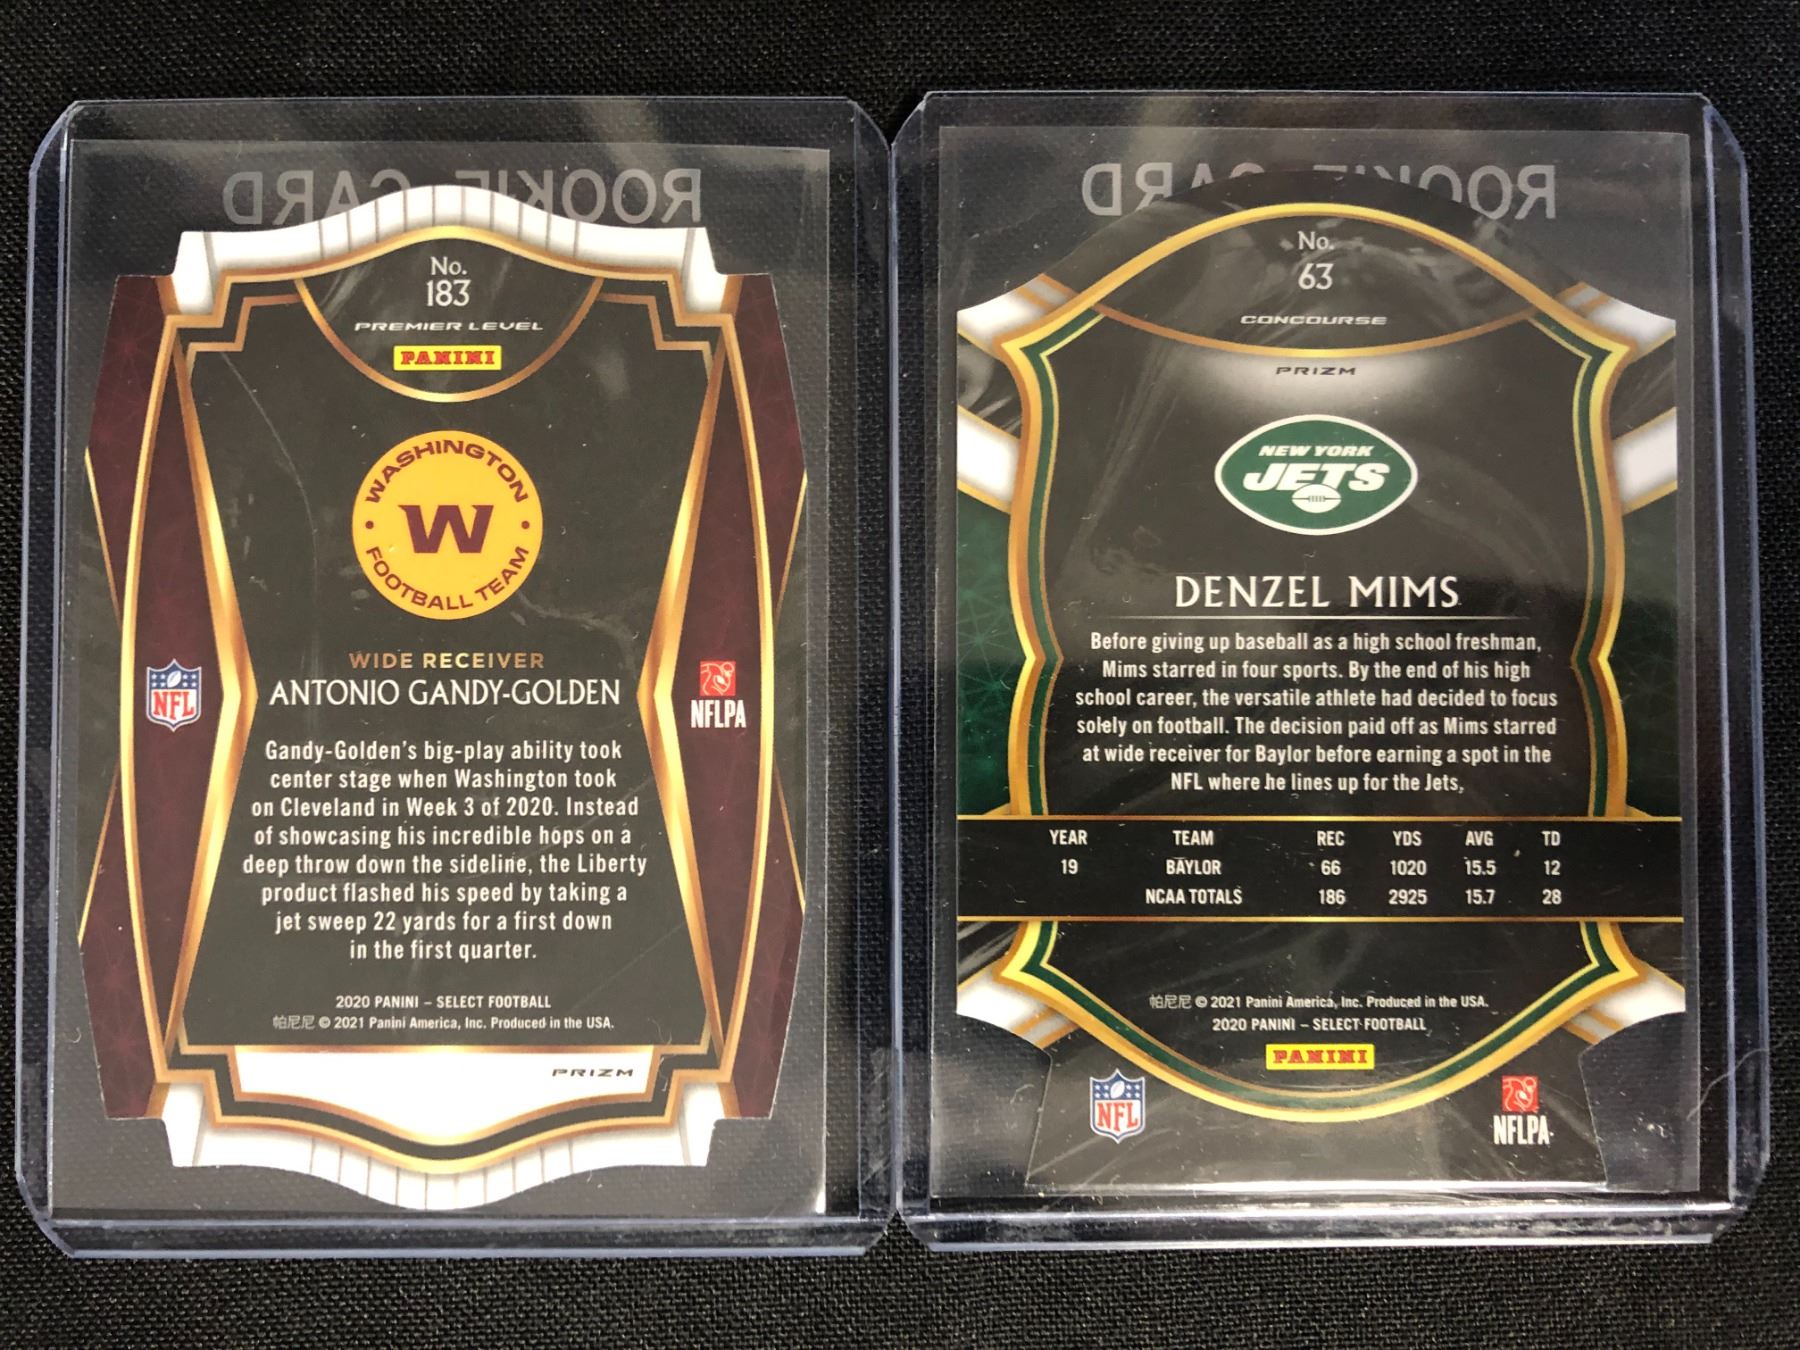 ROOKIE CARD
No.
183
PREMIER LEVEL
PANINI
WASHINGTON
W
FOOTBALL TEAM
WIDE RECEIVER
ANTONIO GANDY-GOLDEN
NFL
NFLPA
Gandy-Golden's big-play ability took
center stage when Washington took
on Cleveland in Week 3 of 2020. Instead
of showcasing his incredible hops on a
deep throw down the sideline, the Liberty
product flashed his speed by taking a
jet sweep 22 yards for a first down
in the first quarter.
2020 PANINI – SELECT FOOTBALL
帕尼尼 © 2021 Panini America, Inc. Produced in the USA.
PRIZM
ROOKIE CARD
No.
63
CONCOURSE
PRIZM
NEW YORK
JETS
DENZEL MIMS
Before giving up baseball as a high school freshman,
Mims starred in four sports. By the end of his high
school career, the versatile athlete had decided to focus
solely on football. The decision paid off as Mims starred
at wide receiver for Baylor before earning a spot in the
NFL where he lines up for the Jets.
YEAR TEAM REC YDS AVG TD
19 BAYLOR 66 1020 15.5 12
NCAA TOTALS 186 2925 15.7 28
帕尼尼 © 2021 Panini America, Inc. Produced in the USA.
2020 PANINI – SELECT FOOTBALL
PANINI
NFL
NFLPA